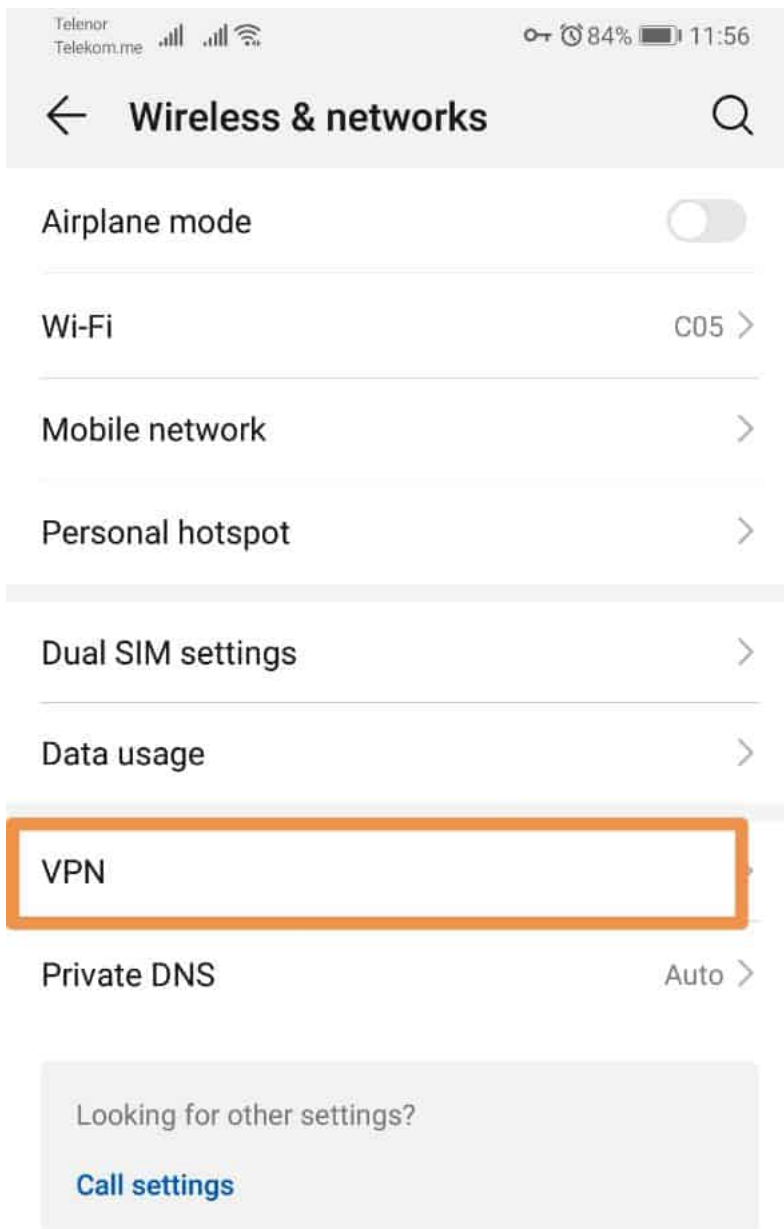 Telenor
Telekom.me 84% 11:56
Wireless & networks
Airplane mode
Wi-Fi C05
Mobile network
Personal hotspot
Dual SIM settings
Data usage
VPN
Private DNS Auto
Looking for other settings?
Call settings